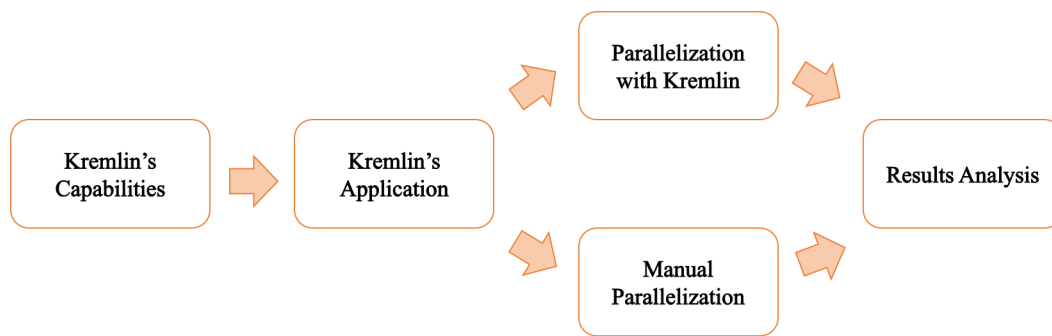 Kremlin’s
Capabilities
Kremlin’s
Application
Parallelization
with Kremlin
Manual
Parallelization
Results Analysis